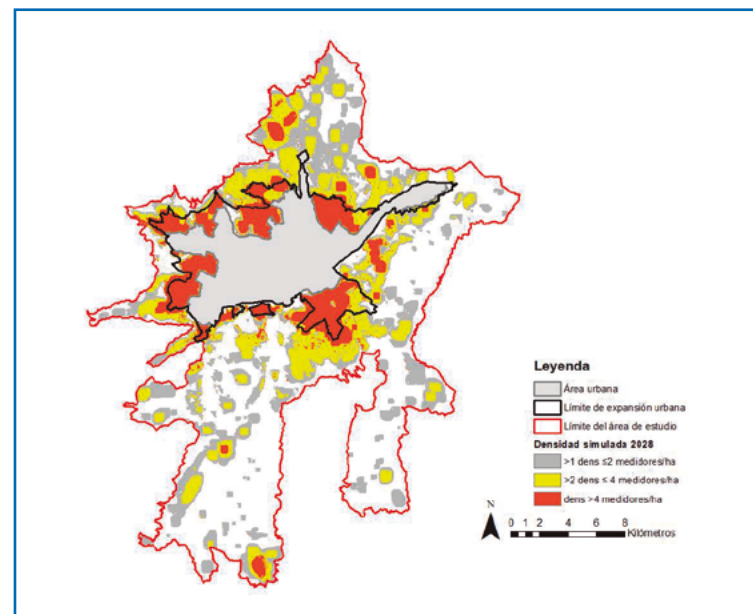 Leyenda
Área urbana
Límite de expansión urbana
Límite del área de estudio
Densidad simulada 2028
>1 dens ≤2 medidores/ha
>2 dens ≤ 4 medidores/ha
dens >4 medidores/ha
N
0 1 2 4 6 8
Kilómetros